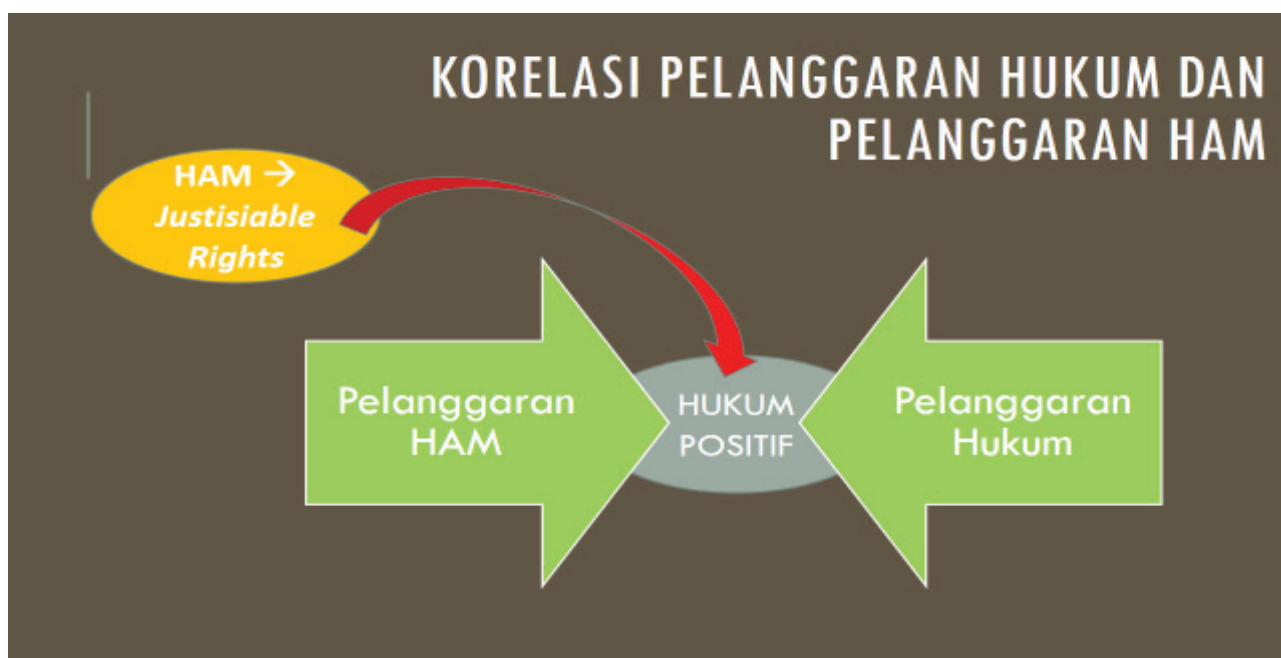 KORELASI PELANGGARAN HUKUM DAN
PELANGGARAN HAM
HAM →
Justisiable
Rights
Pelanggaran
HAM
HUKUM
POSITIF
Pelanggaran
Hukum